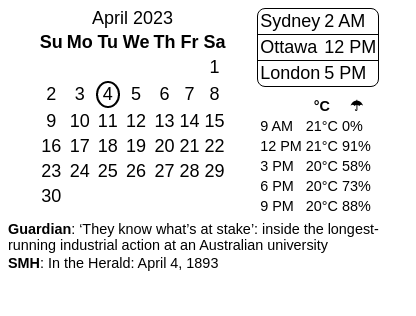 April 2023
Su Mo Tu We Th Fr Sa
1
2 3 4 5 6 7 8
9 10 11 12 13 14 15
16 17 18 19 20 21 22
23 24 25 26 27 28 29
30
Sydney 2 AM
Ottawa 12 PM
London 5 PM
°C ☂
9 AM 21°C 0%
12 PM 21°C 91%
3 PM 20°C 58%
6 PM 20°C 73%
9 PM 20°C 88%
Guardian: ‘They know what’s at stake’: inside the longest-
running industrial action at an Australian university
SMH: In the Herald: April 4, 1893